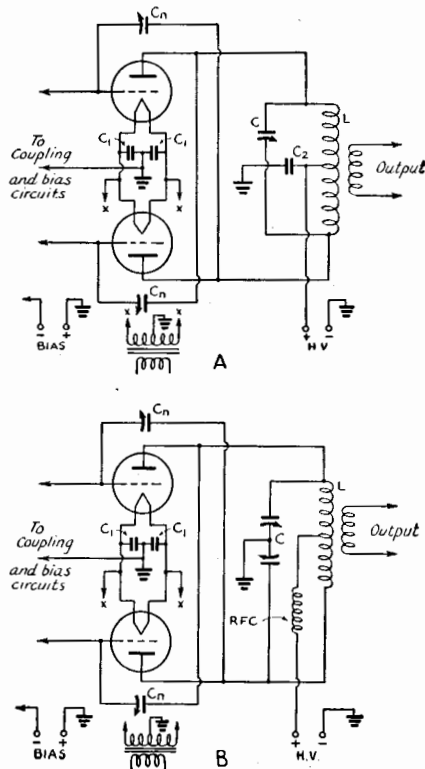 Cn
C1 C1
C
L
C2
To
Coupling
and bias
circuits
Output
x x
Cn
x x
- +
BIAS
A
+ -
H.V.
Cn
C1 C1
L
C
To
Coupling
and bias
circuits
Output
x x
RFC
Cn
- +
BIAS
B
+ -
H.V.